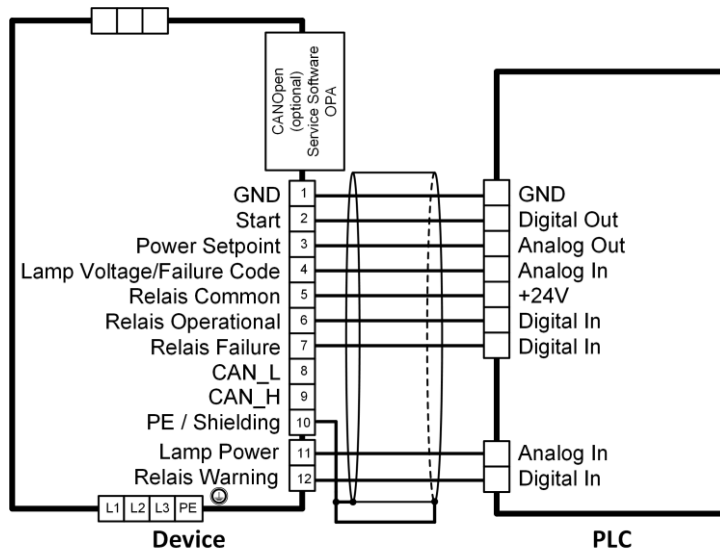 CANOpen
(optional)
Service Software
OPA
GND 1 GND
Start 2 Digital Out
Power Setpoint 3 Analog Out
Lamp Voltage/Failure Code 4 Analog In
Relais Common 5 +24V
Relais Operational 6 Digital In
Relais Failure 7 Digital In
CAN_L 8
CAN_H 9
PE / Shielding 10
Lamp Power 11 Analog In
Relais Warning 12 Digital In
L1 L2 L3 PE
Device PLC